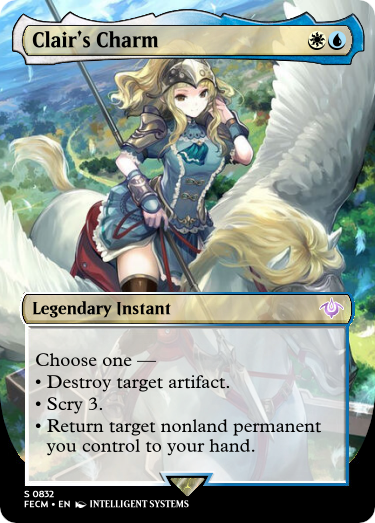 Clair's Charm
Legendary Instant
Choose one —
• Destroy target artifact.
• Scry 3.
• Return target nonland permanent
you control to your hand.
S 0832
FECM • EN INTELLIGENT SYSTEMS